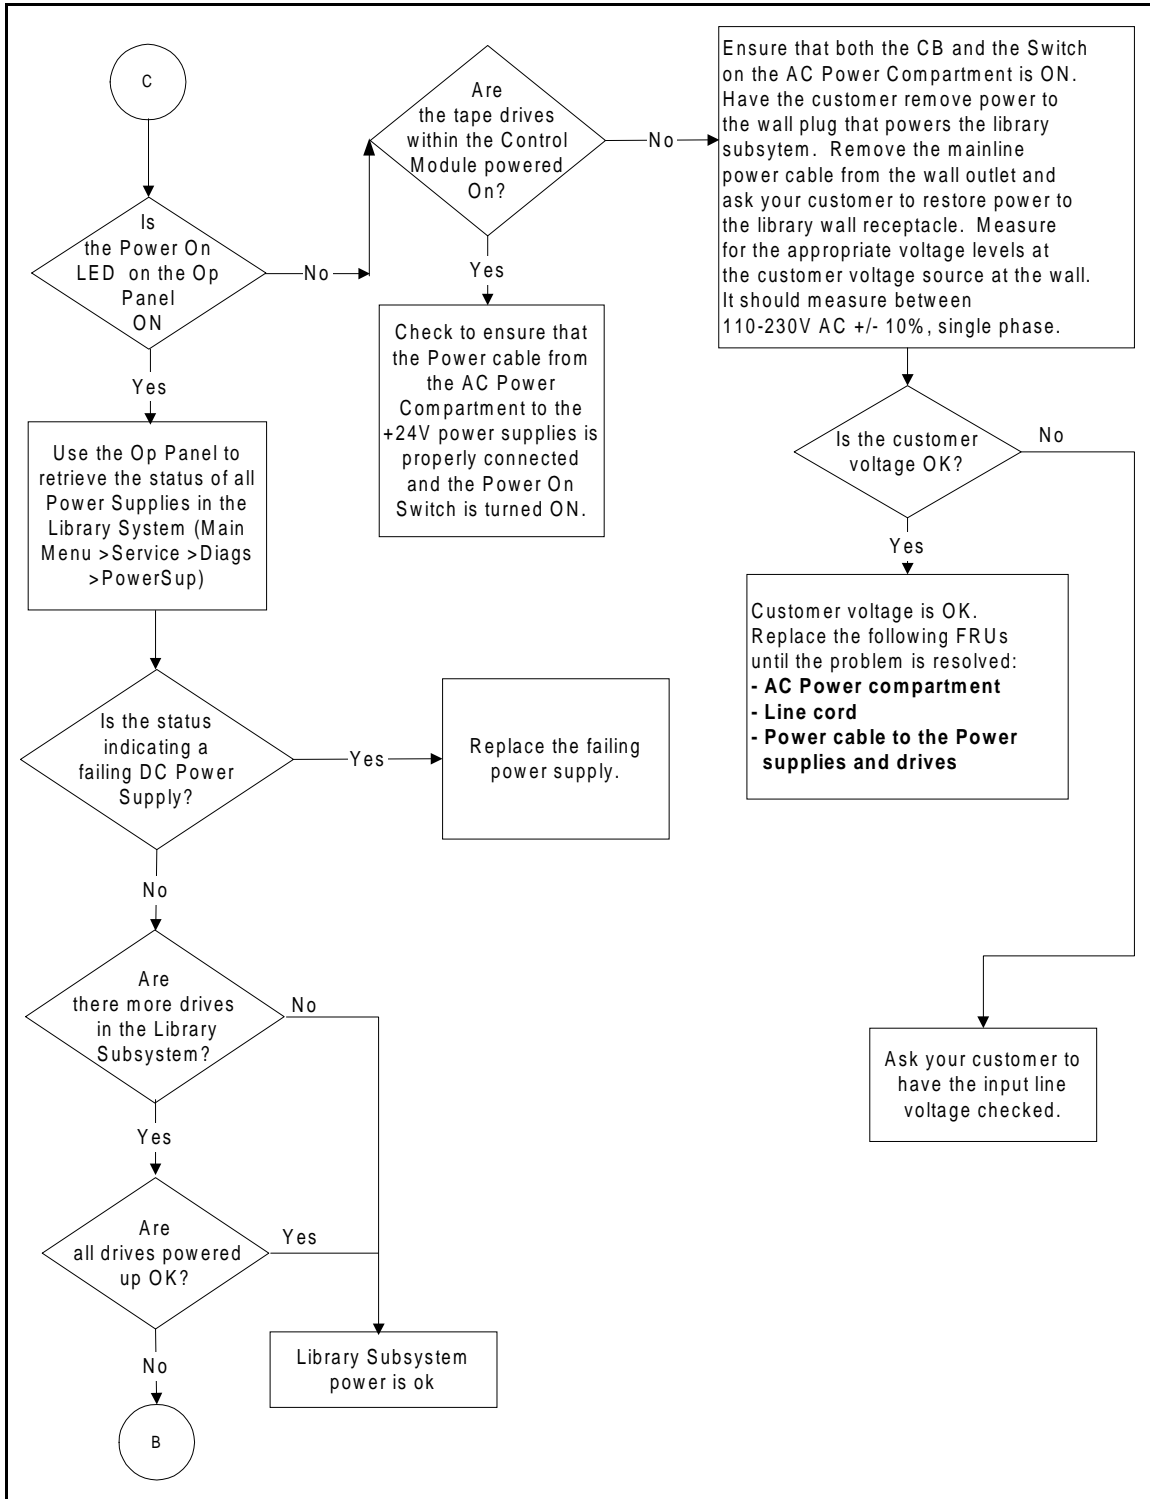 C
Is
the Power On
LED on the Op
Panel
ON
No
Are
the tape drives
within the Control
Module powered
On?
No
Ensure that both the CB and the Switch
on the AC Power Compartment is ON.
Have the customer remove power to
the wall plug that powers the library
subsytem. Remove the mainline
power cable from the wall outlet and
ask your customer to restore power to
the library wall receptacle. Measure
for the appropriate voltage levels at
the customer voltage source at the wall.
It should measure between
110-230V AC +/- 10%, single phase.
Yes
Check to ensure that
the Power cable from
the AC Power
Compartment to the
+24V power supplies is
properly connected
and the Power On
Switch is turned ON.
Is the customer
voltage OK?
No
Yes
Customer voltage is OK.
Replace the following FRUs
until the problem is resolved:
- AC Power compartment
- Line cord
- Power cable to the Power
supplies and drives
Ask your customer to
have the input line
voltage checked.
Yes
Use the Op Panel to
retrieve the status of all
Power Supplies in the
Library System (Main
Menu >Service >Diags
>PowerSup)
Is the status
indicating a
failing DC Power
Supply?
Yes
Replace the failing
power supply.
No
Are
there more drives
in the Library
Subsystem?
No
Yes
Are
all drives powered
up OK?
Yes
Library Subsystem
power is ok
No
B